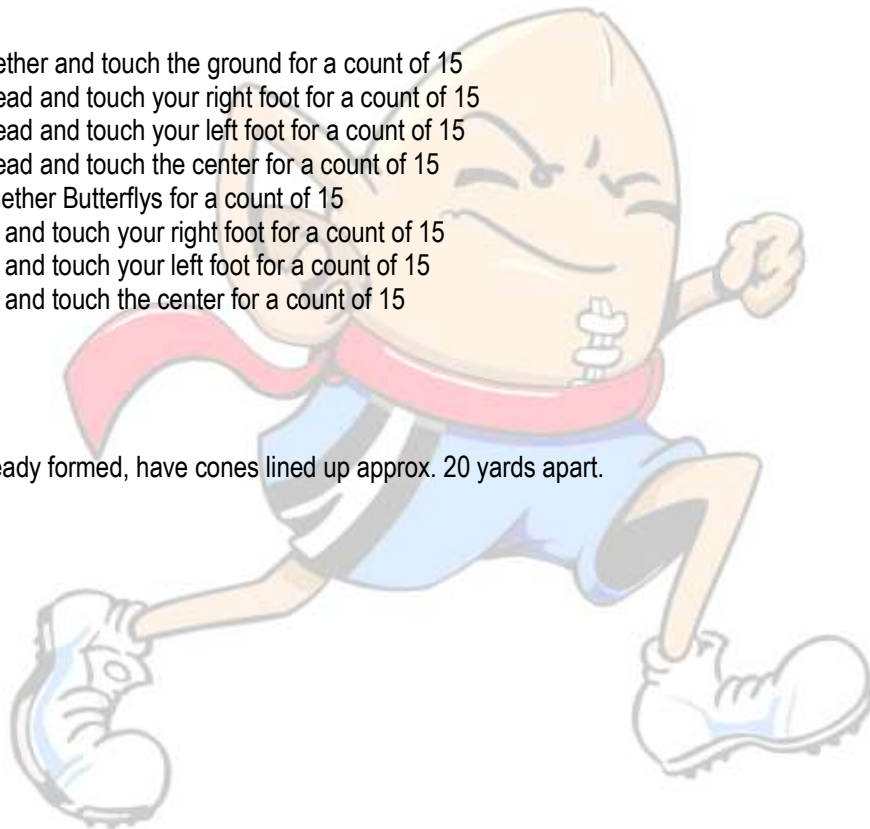 ether and touch the ground for a count of 15
ead and touch your right foot for a count of 15
ead and touch your left foot for a count of 15
ead and touch the center for a count of 15
ether Butterflys for a count of 15
and touch your right foot for a count of 15
and touch your left foot for a count of 15
and touch the center for a count of 15
eady formed, have cones lined up approx. 20 yards apart.